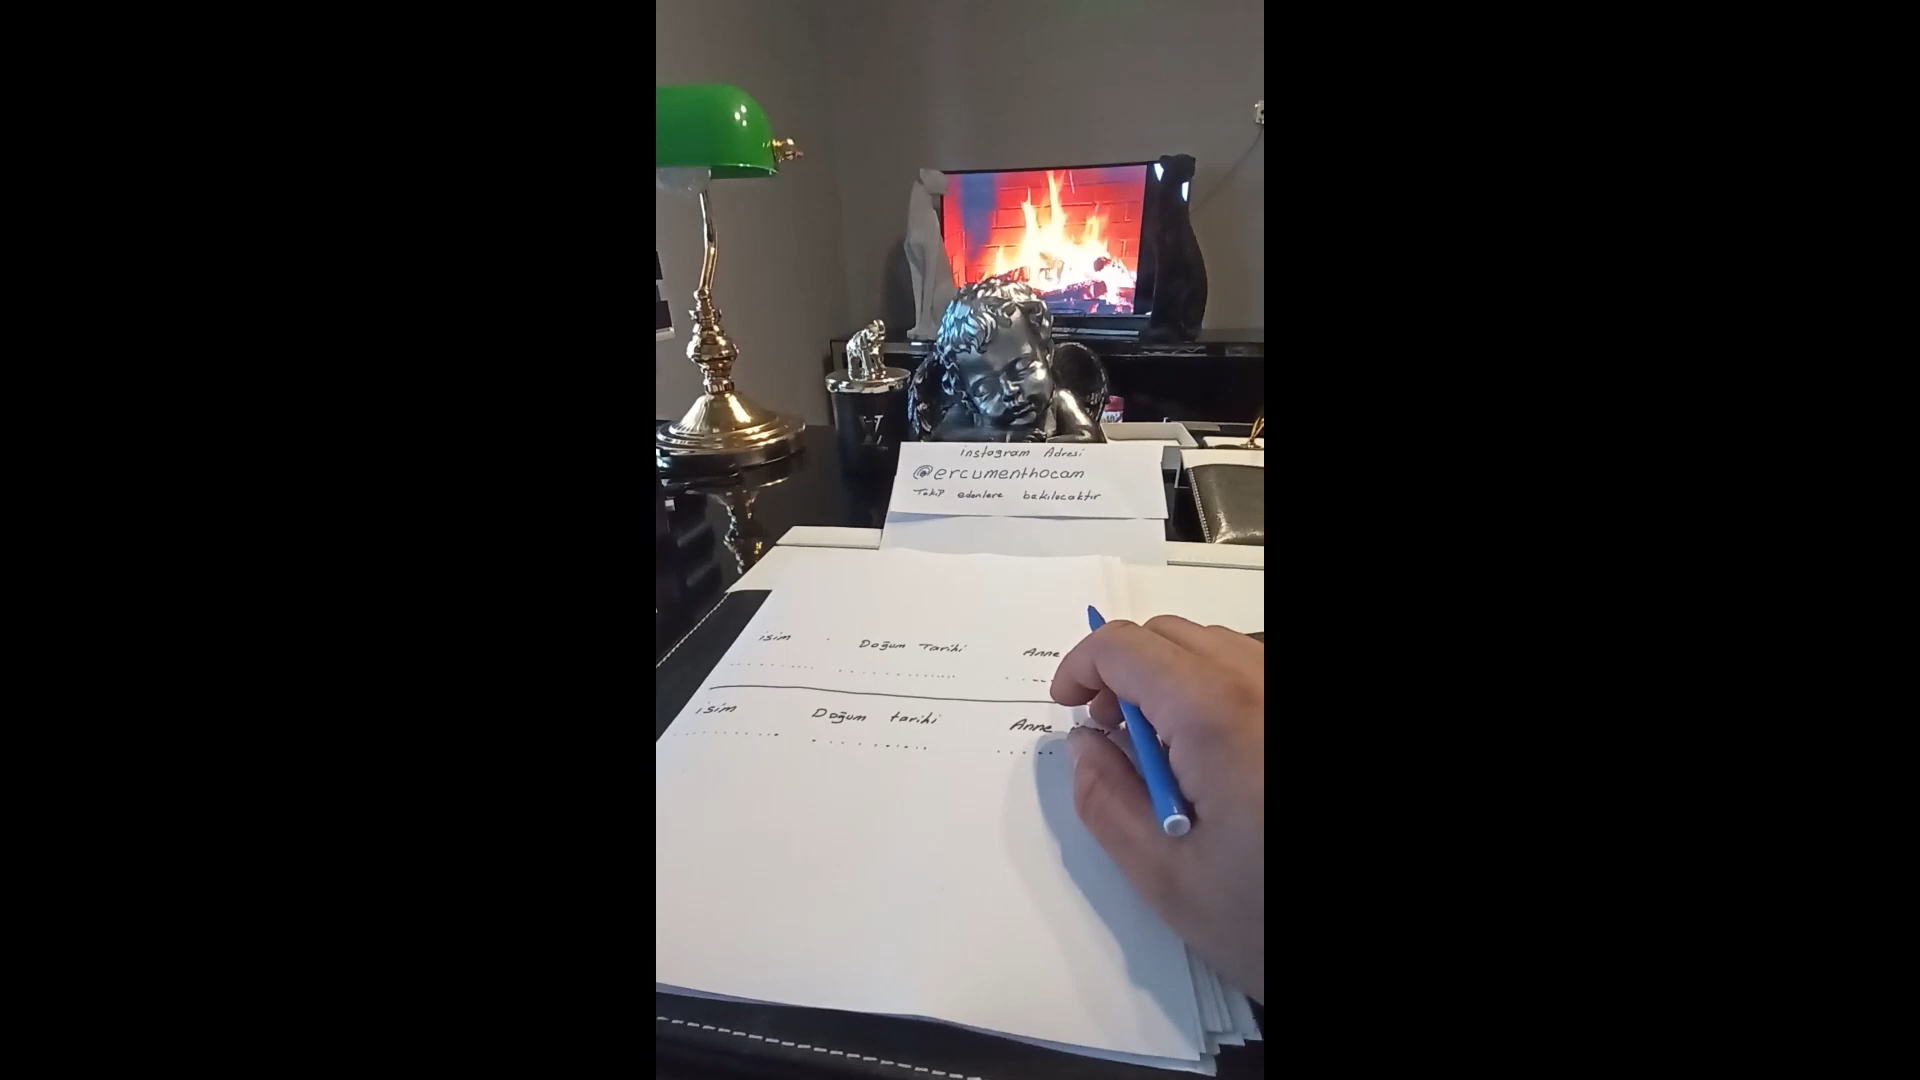 instagram Adresi
@ercumenthocam
Takip edenlere bakılacaktır
isim Doğum Tarihi Anne
isim Doğum tarihi Anne